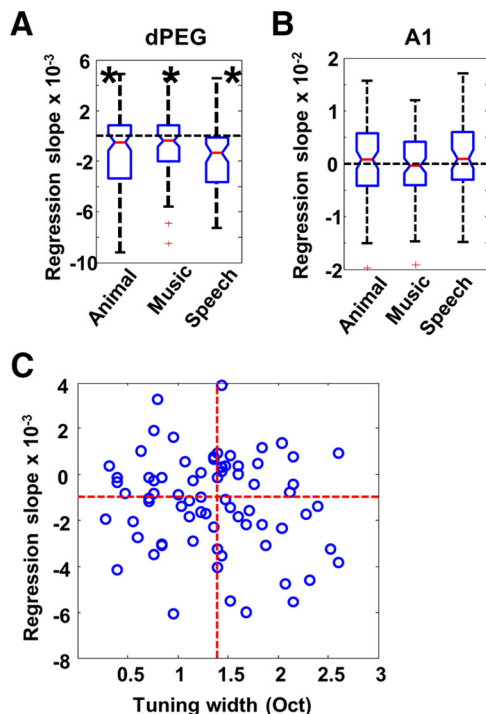 A
dPEG
Regression slope x 10-3
6
2
-2
-6
-10
* * *
Animal
Music
Speech
B
A1
Regression slope x 10-2
2
1
0
-1
-2
Animal
Music
Speech
C
Regression slope x 10-3
4
2
0
-2
-4
-6
-8
0.5 1 1.5 2 2.5 3
Tuning width (Oct)